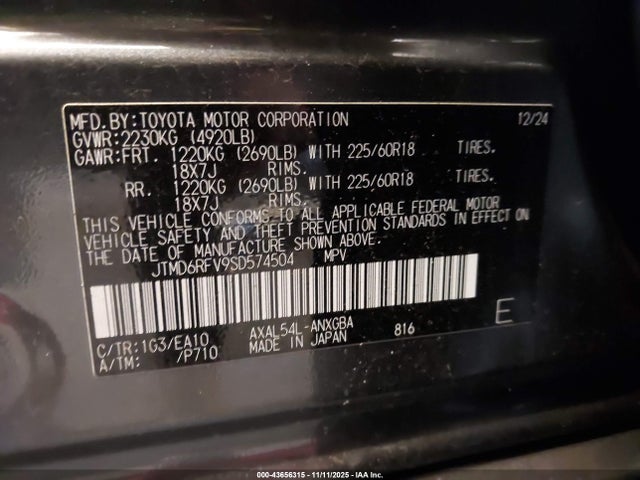 MFD.BY:TOYOTA MOTOR CORPORATION 12/24
GVWR:2230KG (4920LB)
GAWR:FRT. 1220KG (2690LB) WITH 225/60R18 TIRES.
18X7J RIMS.
RR. 1220KG (2690LB) WITH 225/60R18 TIRES.
18X7J RIMS.
THIS VEHICLE CONFORMS TO ALL APPLICABLE FEDERAL MOTOR
VEHICLE SAFETY AND THEFT PREVENTION STANDARDS IN EFFECT ON
THE DATE OF MANUFACTURE SHOWN ABOVE.
JTMD6RFV9SD574504 MPV
C/TR:1G3/EA10 AXAL54L-ANXGBA 816 E
A/TM: /P710 MADE IN JAPAN
00-43656315 - 11/11/2025 - IAA Inc.